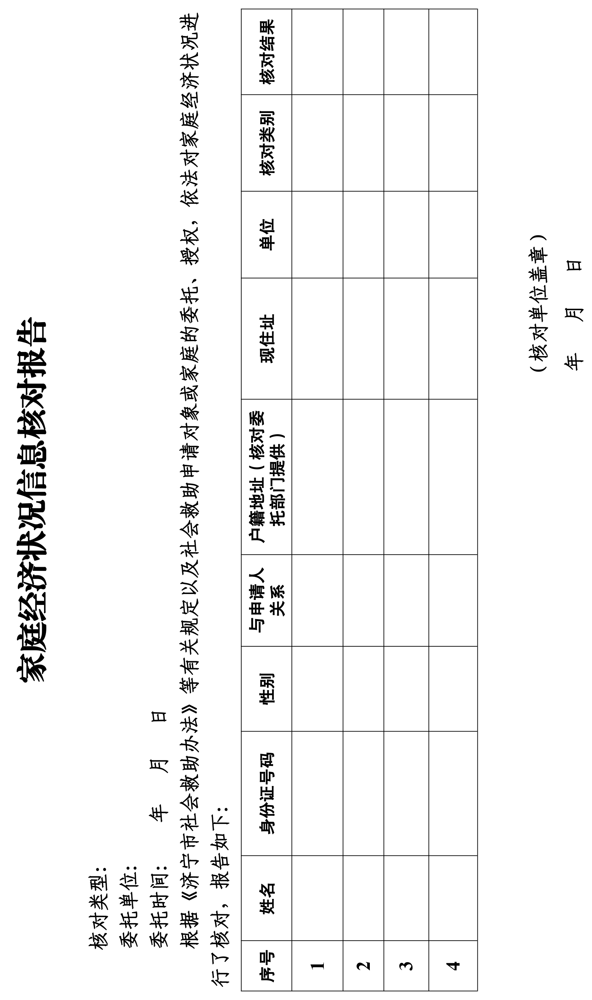 家庭经济状况信息核对报告
核对类型：
委托单位：
委托时间： 年 月 日
根据《济宁市社会救助办法》等有关规定以及社会救助申请对象或家庭的委托、授权，依法对家庭经济状况进
行了核对，报告如下：
序号 姓名 身份证号码 性别 与申请人关系 户籍地址（核对委托部门提供） 现住址 单位 核对类别 核对结果
1
2
3
4
（核对单位盖章）
年 月 日